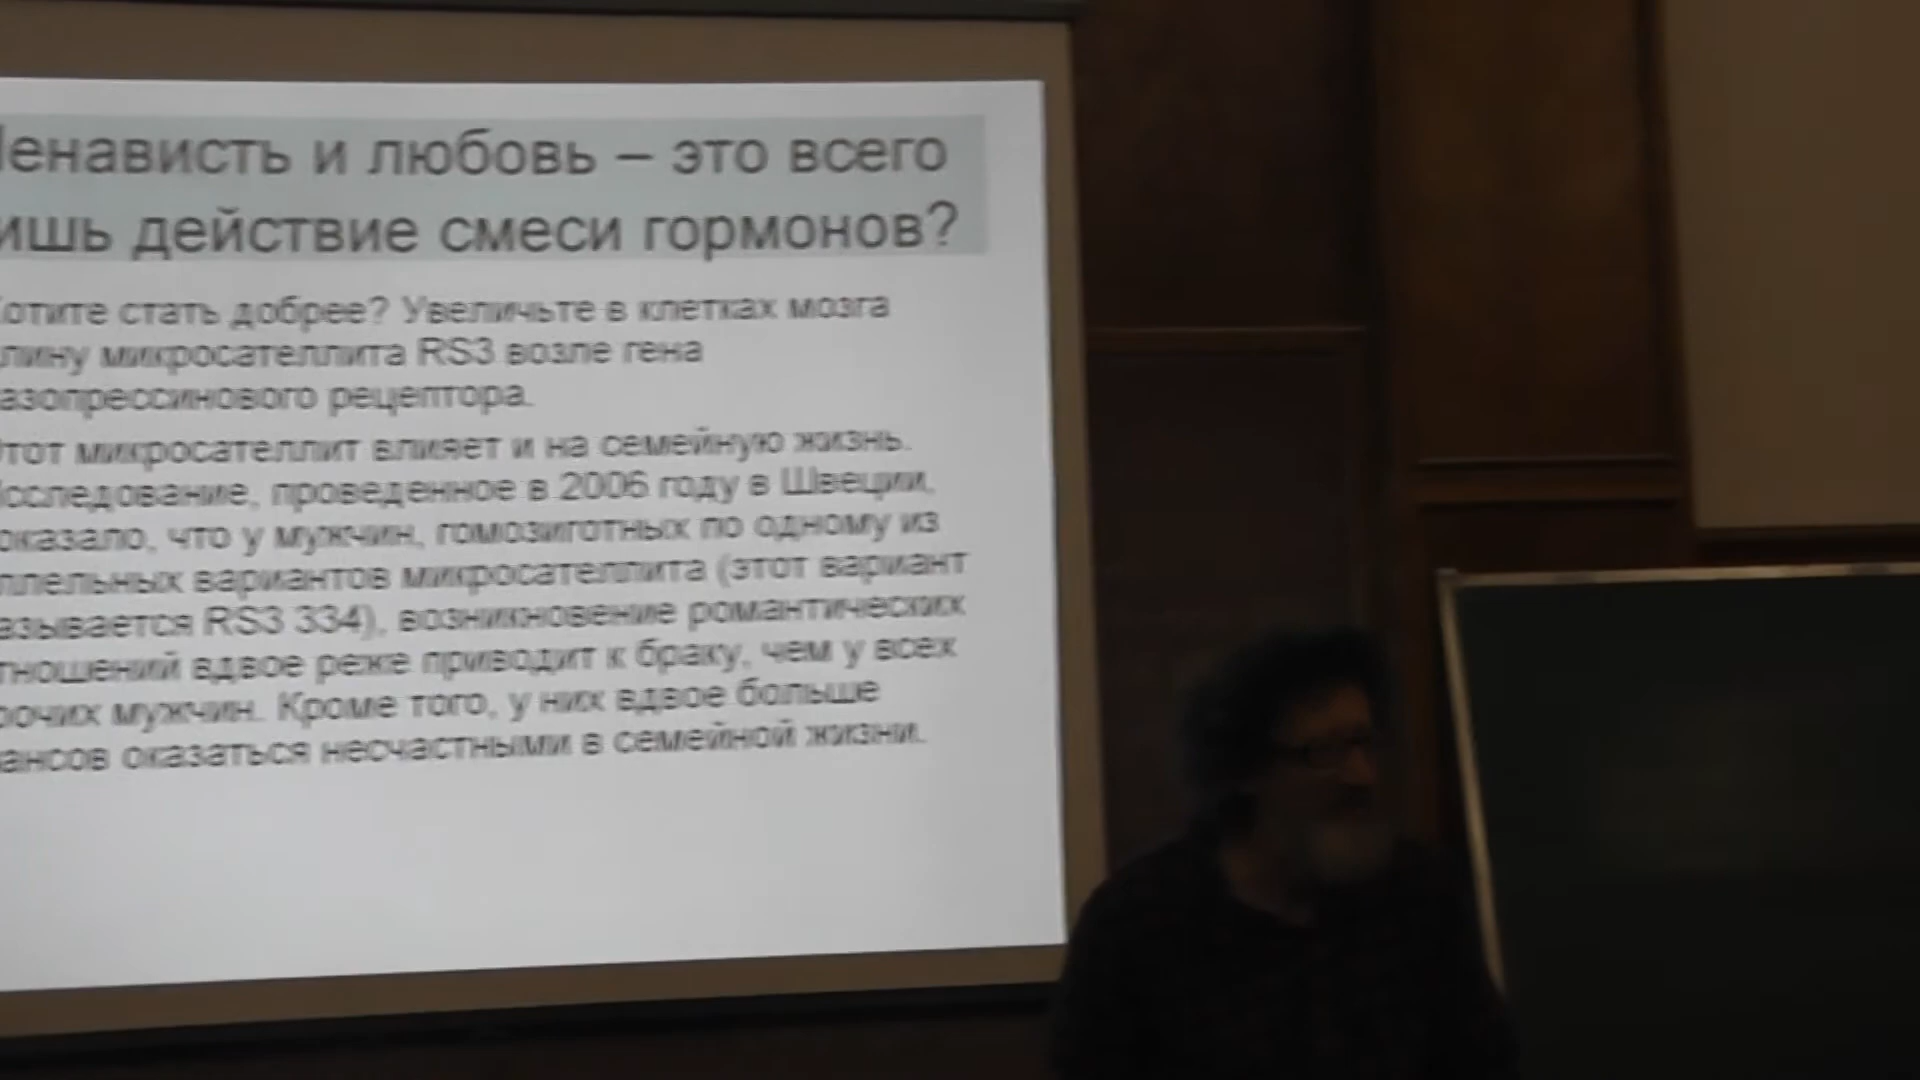 Ненависть и любовь – это всего
лишь действие смеси гормонов?
Хотите стать добрее? Увеличьте в клетках мозга
длину микросателлита RS3 возле гена
вазопрессинового рецептора.
Этот микросателлит влияет и на семейную жизнь.
Исследование, проведенное в 2006 году в Швеции,
показало, что у мужчин, гомозиготных по одному из
аллельных вариантов микросателлита (этот вариант
называется RS3 334), возникновение романтических
отношений вдвое реже приводит к браку, чем у всех
прочих мужчин. Кроме того, у них вдвое больше
шансов оказаться несчастными в семейной жизни.